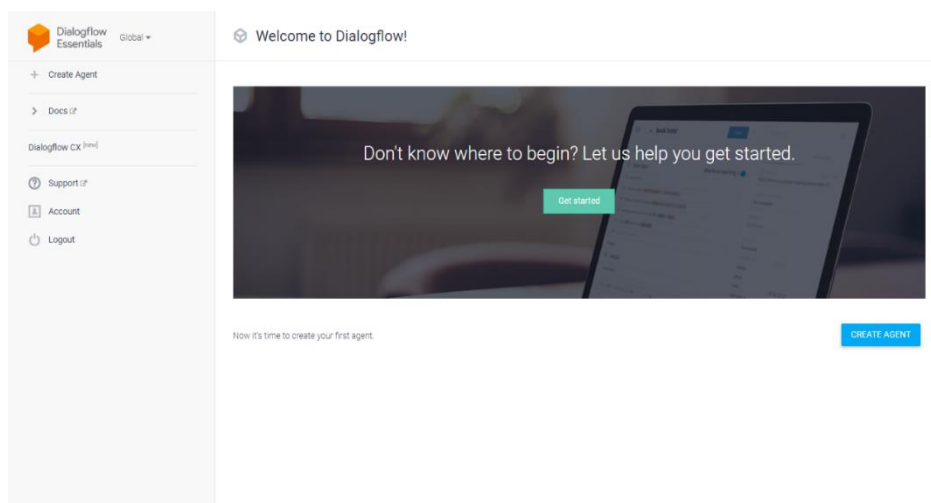 Dialogflow
Essentials
Global
Welcome to Dialogflow!
Create Agent
Docs
Dialogflow CX [new]
Support
Account
Logout
Don't know where to begin? Let us help you get started.
Get started
Now it's time to create your first agent.
CREATE AGENT